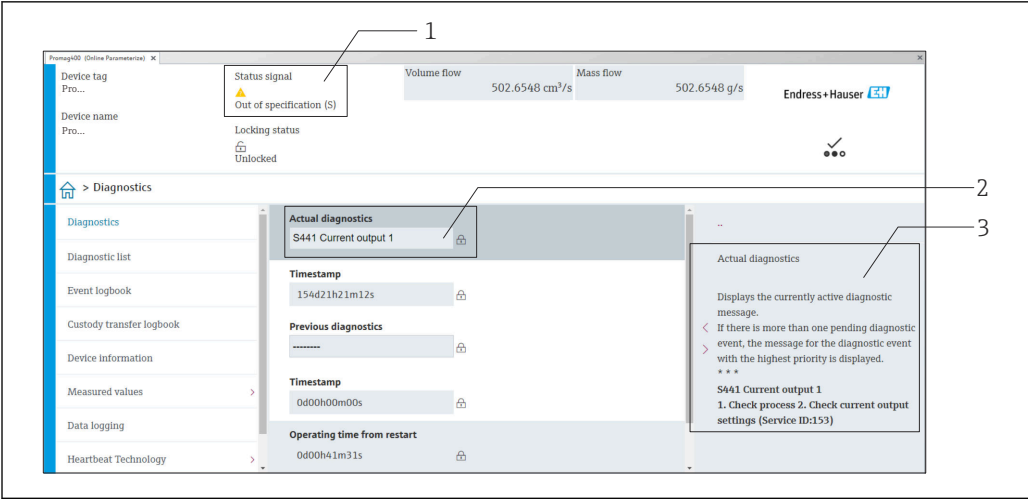 1
Promag400 (Online Parameterize) ×
Device tag
Pro...
Device name
Pro...
Status signal
Out of specification (S)
Locking status
Unlocked
Volume flow
502.6548 cm³/s
Mass flow
502.6548 g/s
Endress+Hauser EH
> Diagnostics
2
3
Diagnostics
Diagnostic list
Event logbook
Custody transfer logbook
Device information
Measured values >
Data logging
Heartbeat Technology >
Actual diagnostics
S441 Current output 1
Timestamp
154d21h21m12s
Previous diagnostics
--------
Timestamp
0d00h00m00s
Operating time from restart
0d00h41m31s
..
Actual diagnostics
Displays the currently active diagnostic
message.
If there is more than one pending diagnostic
event, the message for the diagnostic event
with the highest priority is displayed.
* * *
S441 Current output 1
1. Check process 2. Check current output
settings (Service ID:153)